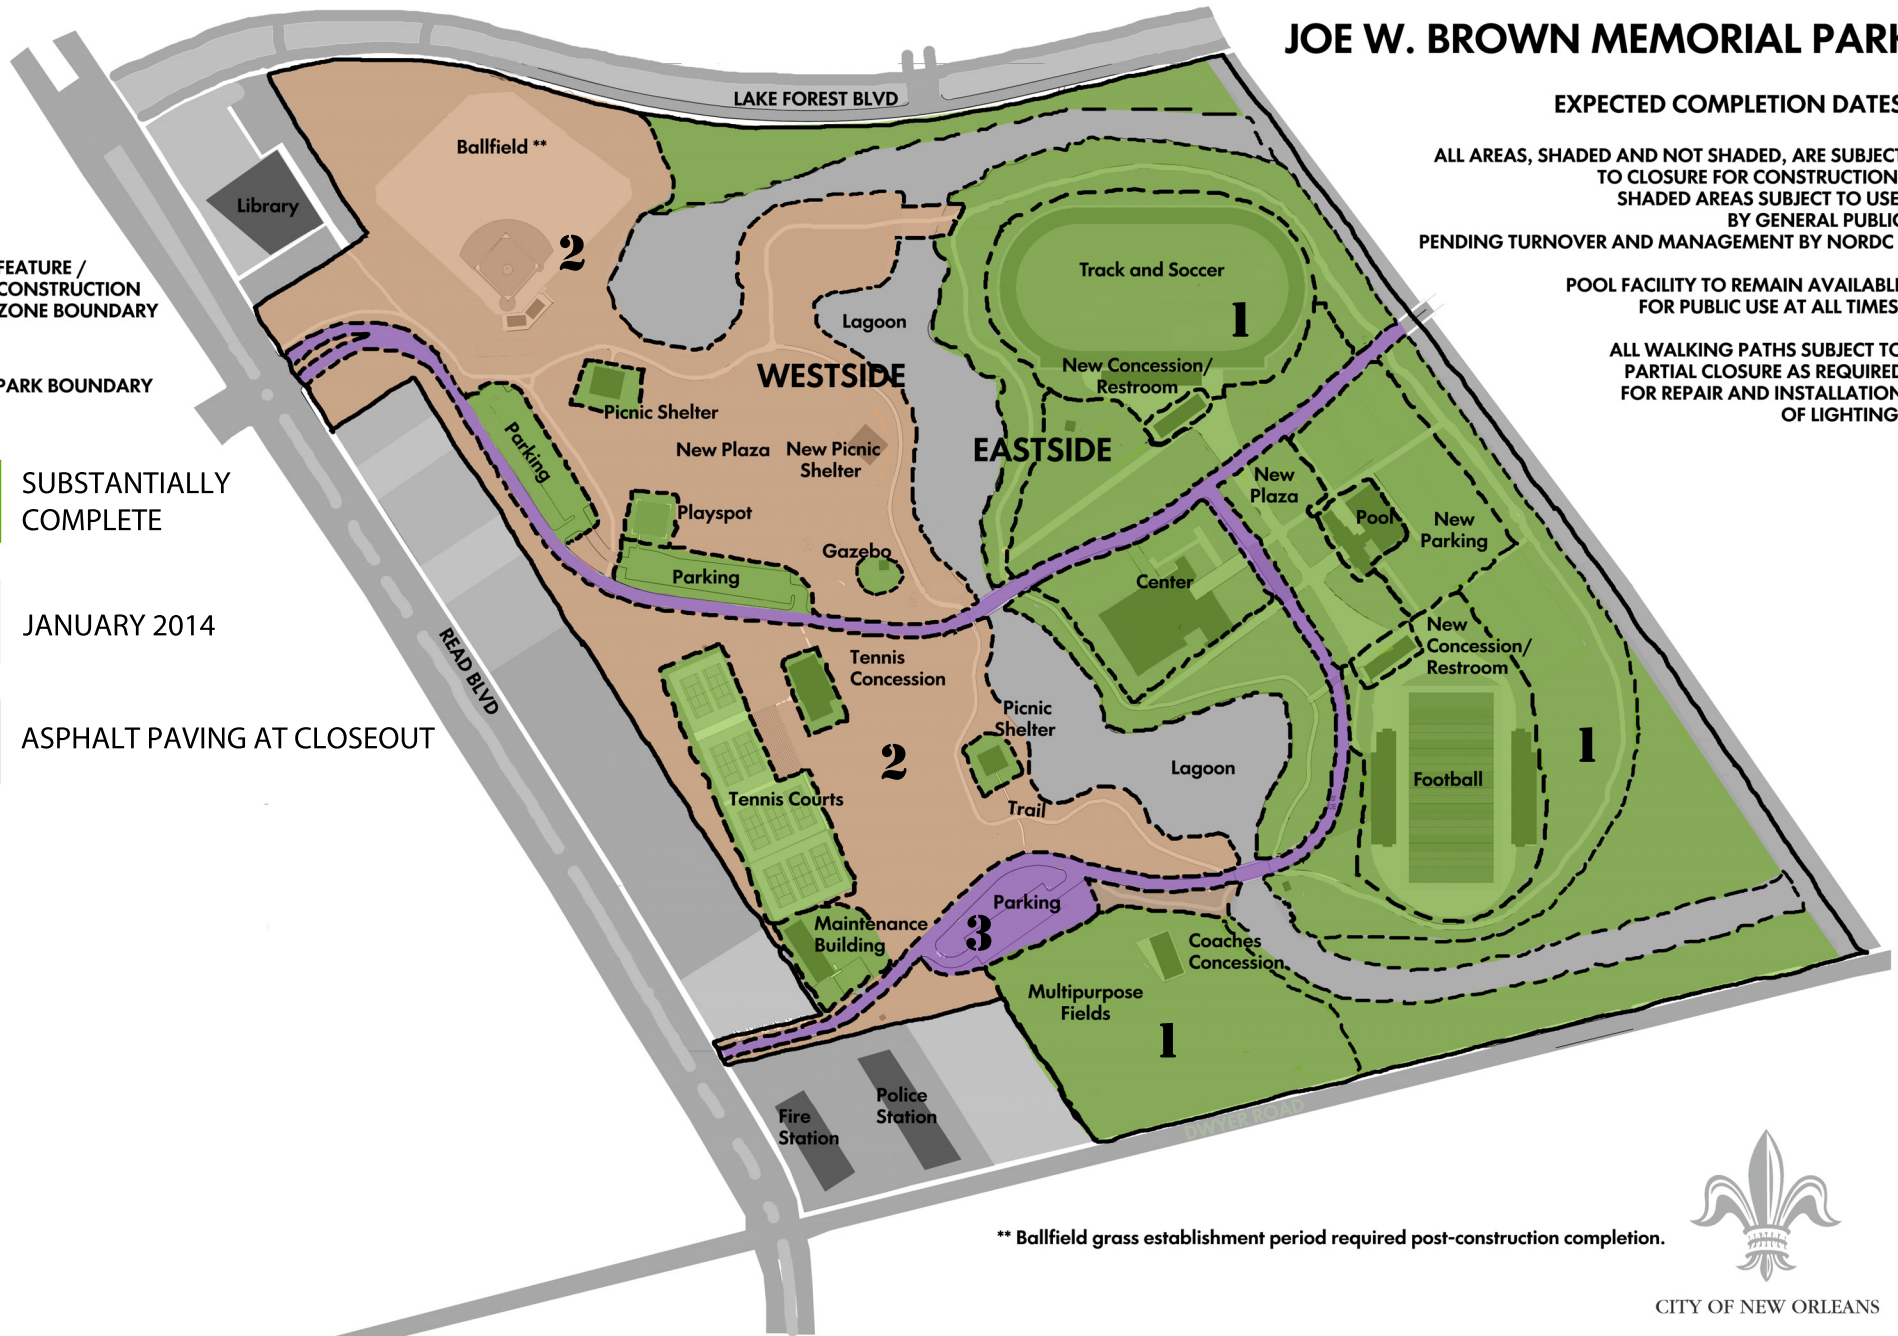 JOE W. BROWN MEMORIAL PARK
EXPECTED COMPLETION DATES
ALL AREAS, SHADED AND NOT SHADED, ARE SUBJECT
TO CLOSURE FOR CONSTRUCTION
SHADED AREAS SUBJECT TO USE
BY GENERAL PUBLIC
PENDING TURNOVER AND MANAGEMENT BY NORDC
POOL FACILITY TO REMAIN AVAILABLE
FOR PUBLIC USE AT ALL TIMES
ALL WALKING PATHS SUBJECT TO
PARTIAL CLOSURE AS REQUIRED
FOR REPAIR AND INSTALLATION
OF LIGHTING
FEATURE /
CONSTRUCTION
ZONE BOUNDARY
PARK BOUNDARY
SUBSTANTIALLY
COMPLETE
JANUARY 2014
ASPHALT PAVING AT CLOSEOUT
LAKE FOREST BLVD
Ballfield **
Library
2
Track and Soccer
1
Lagoon
New Concession/
Restroom
WESTSIDE
Picnic Shelter
Parking
New Plaza
New Picnic
Shelter
EASTSIDE
New
Plaza
Playspot
Pool
New
Parking
Gazebo
Parking
Center
READ BLVD
Tennis
Concession
New
Concession/
Restroom
Picnic
Shelter
2
Lagoon
1
Football
Tennis Courts
Trail
Parking
3
Maintenance
Building
Coaches
Concession
Multipurpose
Fields
1
Police
Station
Fire
Station
DWYER ROAD
** Ballfield grass establishment period required post-construction completion.
CITY OF NEW ORLEANS